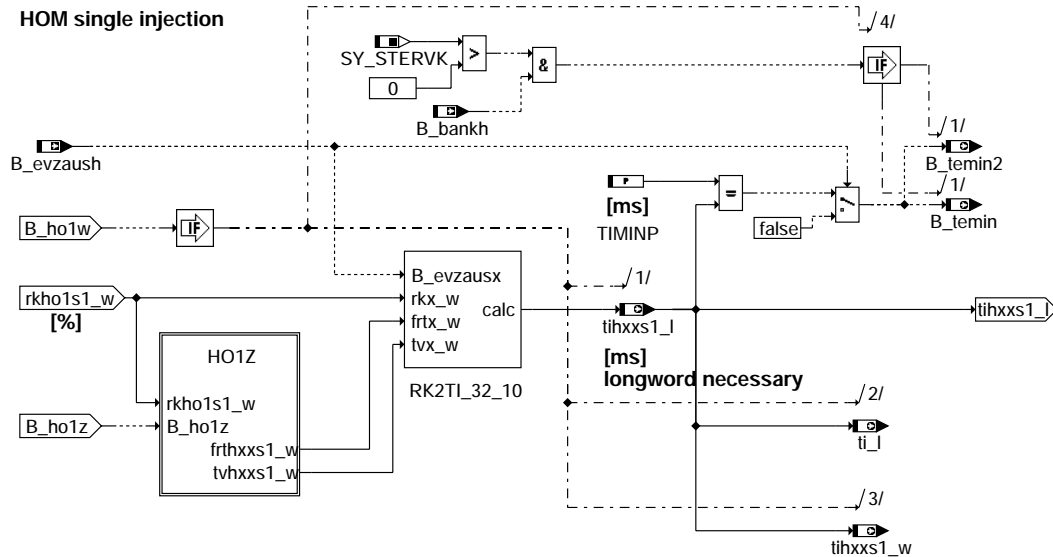 HOM single injection
/4/
SY_STERVK
>
0
&
IF
B_bankh
/1/
B_temin2
B_evzaush
P
[ms]
TIMINP
=
false
/1/
B_temin
B_ho1w
IF
B_evzausx
rkx_w
frtx_w
tvx_w
calc
RK2TI_32_10
/1/
tihxxs1_l
[ms]
longword necessary
rkho1s1_w
[%]
tihxxs1_l
HO1Z
rkho1s1_w
B_ho1z
frthxxs1_w
tvhxxs1_w
B_ho1z
/2/
ti_l
/3/
tihxxs1_w